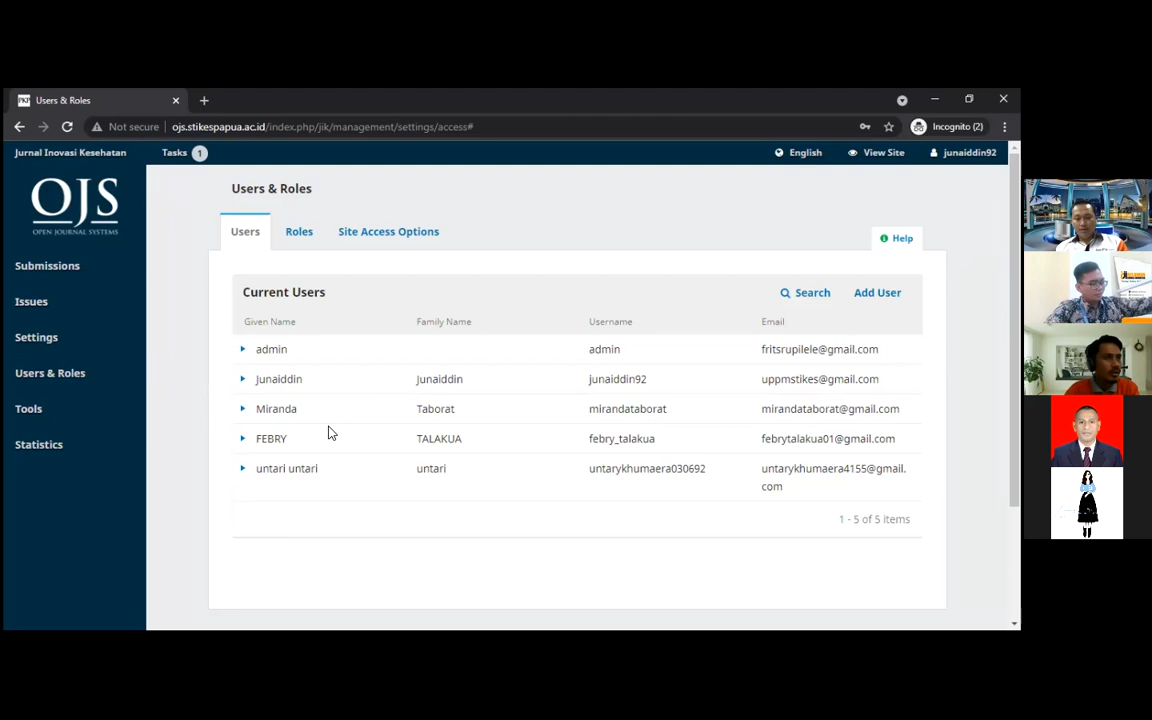 Users & Roles
Not secure
ojs.stikespapua.ac.id/index.php/jik/management/settings/access#
Incognito (2)
Jurnal Inovasi Kesehatan
Tasks 1
English
View Site
junaiddin92
OJS
OPEN JOURNAL SYSTEMS
Submissions
Issues
Settings
Users & Roles
Tools
Statistics
Users & Roles
Users
Roles
Site Access Options
Help
Current Users
Search
Add User
Given Name Family Name Username Email
admin admin fritsrupilele@gmail.com
Junaiddin Junaiddin junaiddin92 uppmstikes@gmail.com
Miranda Taborat mirandataborat mirandataborat@gmail.com
FEBRY TALAKUA febry_talakua febrytalakua01@gmail.com
untari untari untari untarykhumaera030692 untarykhumaera4155@gmail.
com
1 - 5 of 5 items